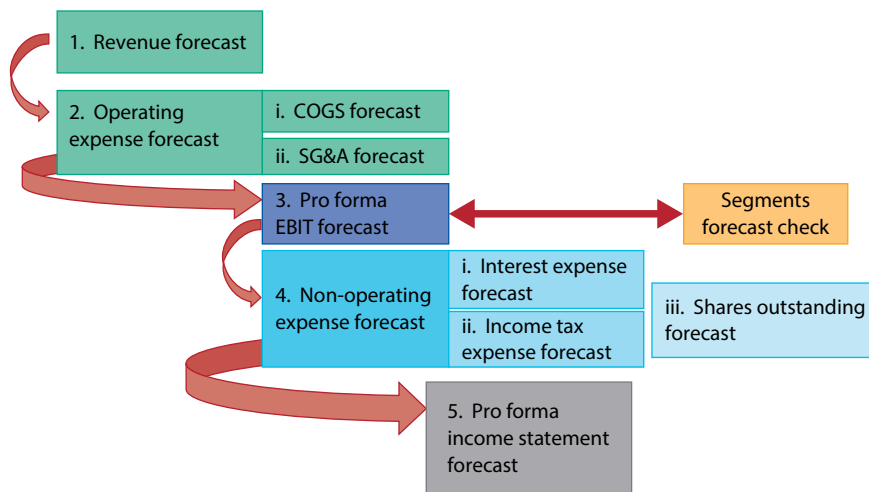 1. Revenue forecast
2. Operating
expense forecast
i. COGS forecast
ii. SG&A forecast
3. Pro forma
EBIT forecast
Segments
forecast check
4. Non-operating
expense forecast
i. Interest expense
forecast
ii. Income tax
expense forecast
iii. Shares outstanding
forecast
5. Pro forma
income statement
forecast